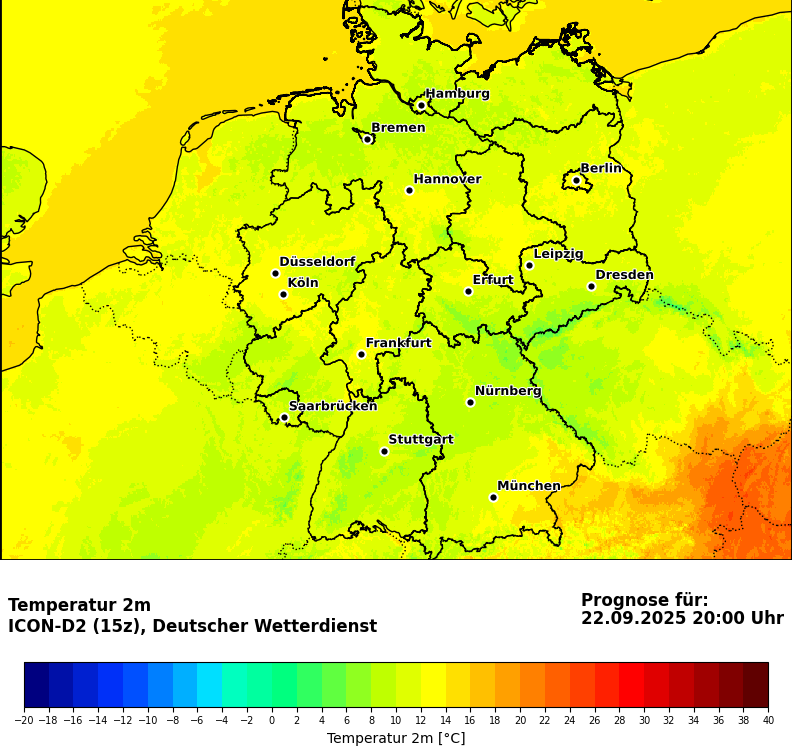 Hamburg
Bremen
Berlin
Hannover
Leipzig
Düsseldorf
Dresden
Köln
Erfurt
Frankfurt
Nürnberg
Saarbrücken
Stuttgart
München
Temperatur 2m
ICON-D2 (15z), Deutscher Wetterdienst
Prognose für:
22.09.2025 20:00 Uhr
−20 −18 −16 −14 −12 −10 −8 −6 −4 −2 0 2 4 6 8 10 12 14 16 18 20 22 24 26 28 30 32 34 36 38 40
Temperatur 2m [°C]